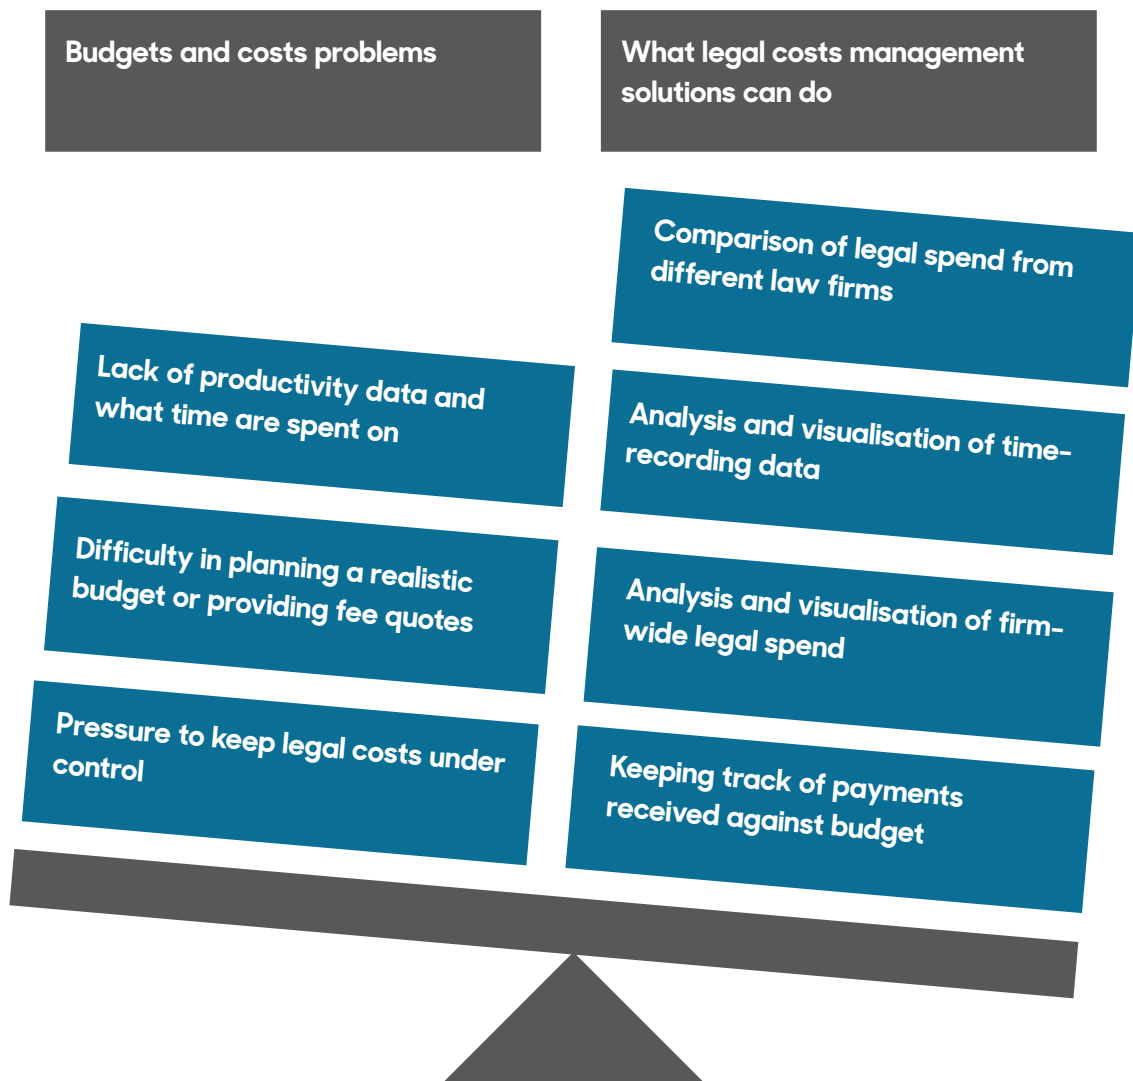 Budgets and costs problems
What legal costs management
solutions can do
Lack of productivity data and
what time are spent on
Difficulty in planning a realistic
budget or providing fee quotes
Pressure to keep legal costs under
control
Comparison of legal spend from
different law firms
Analysis and visualisation of time-
recording data
Analysis and visualisation of firm-
wide legal spend
Keeping track of payments
received against budget